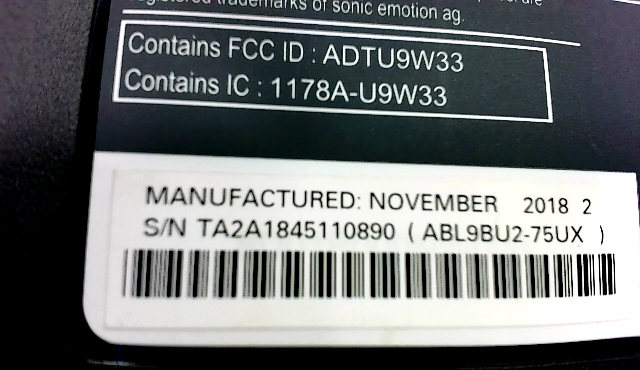 registered trademarks of sonic emotion ag.
Contains FCC ID : ADTU9W33
Contains IC : 1178A-U9W33
MANUFACTURED: NOVEMBER 2018 2
S/N TA2A1845110890 ( ABL9BU2-75UX )